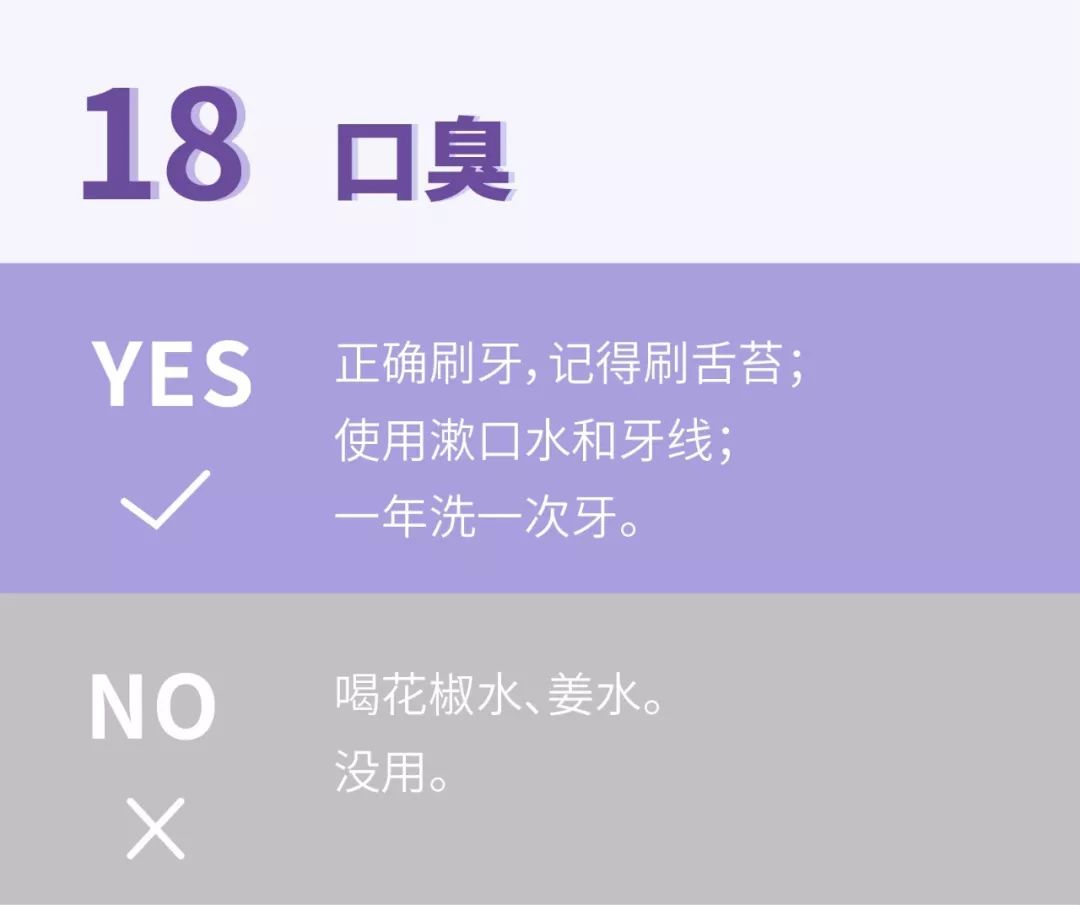 18 口臭
YES
正确刷牙，记得刷舌苔；
使用漱口水和牙线；
一年洗一次牙。
NO
喝花椒水、姜水。
没用。